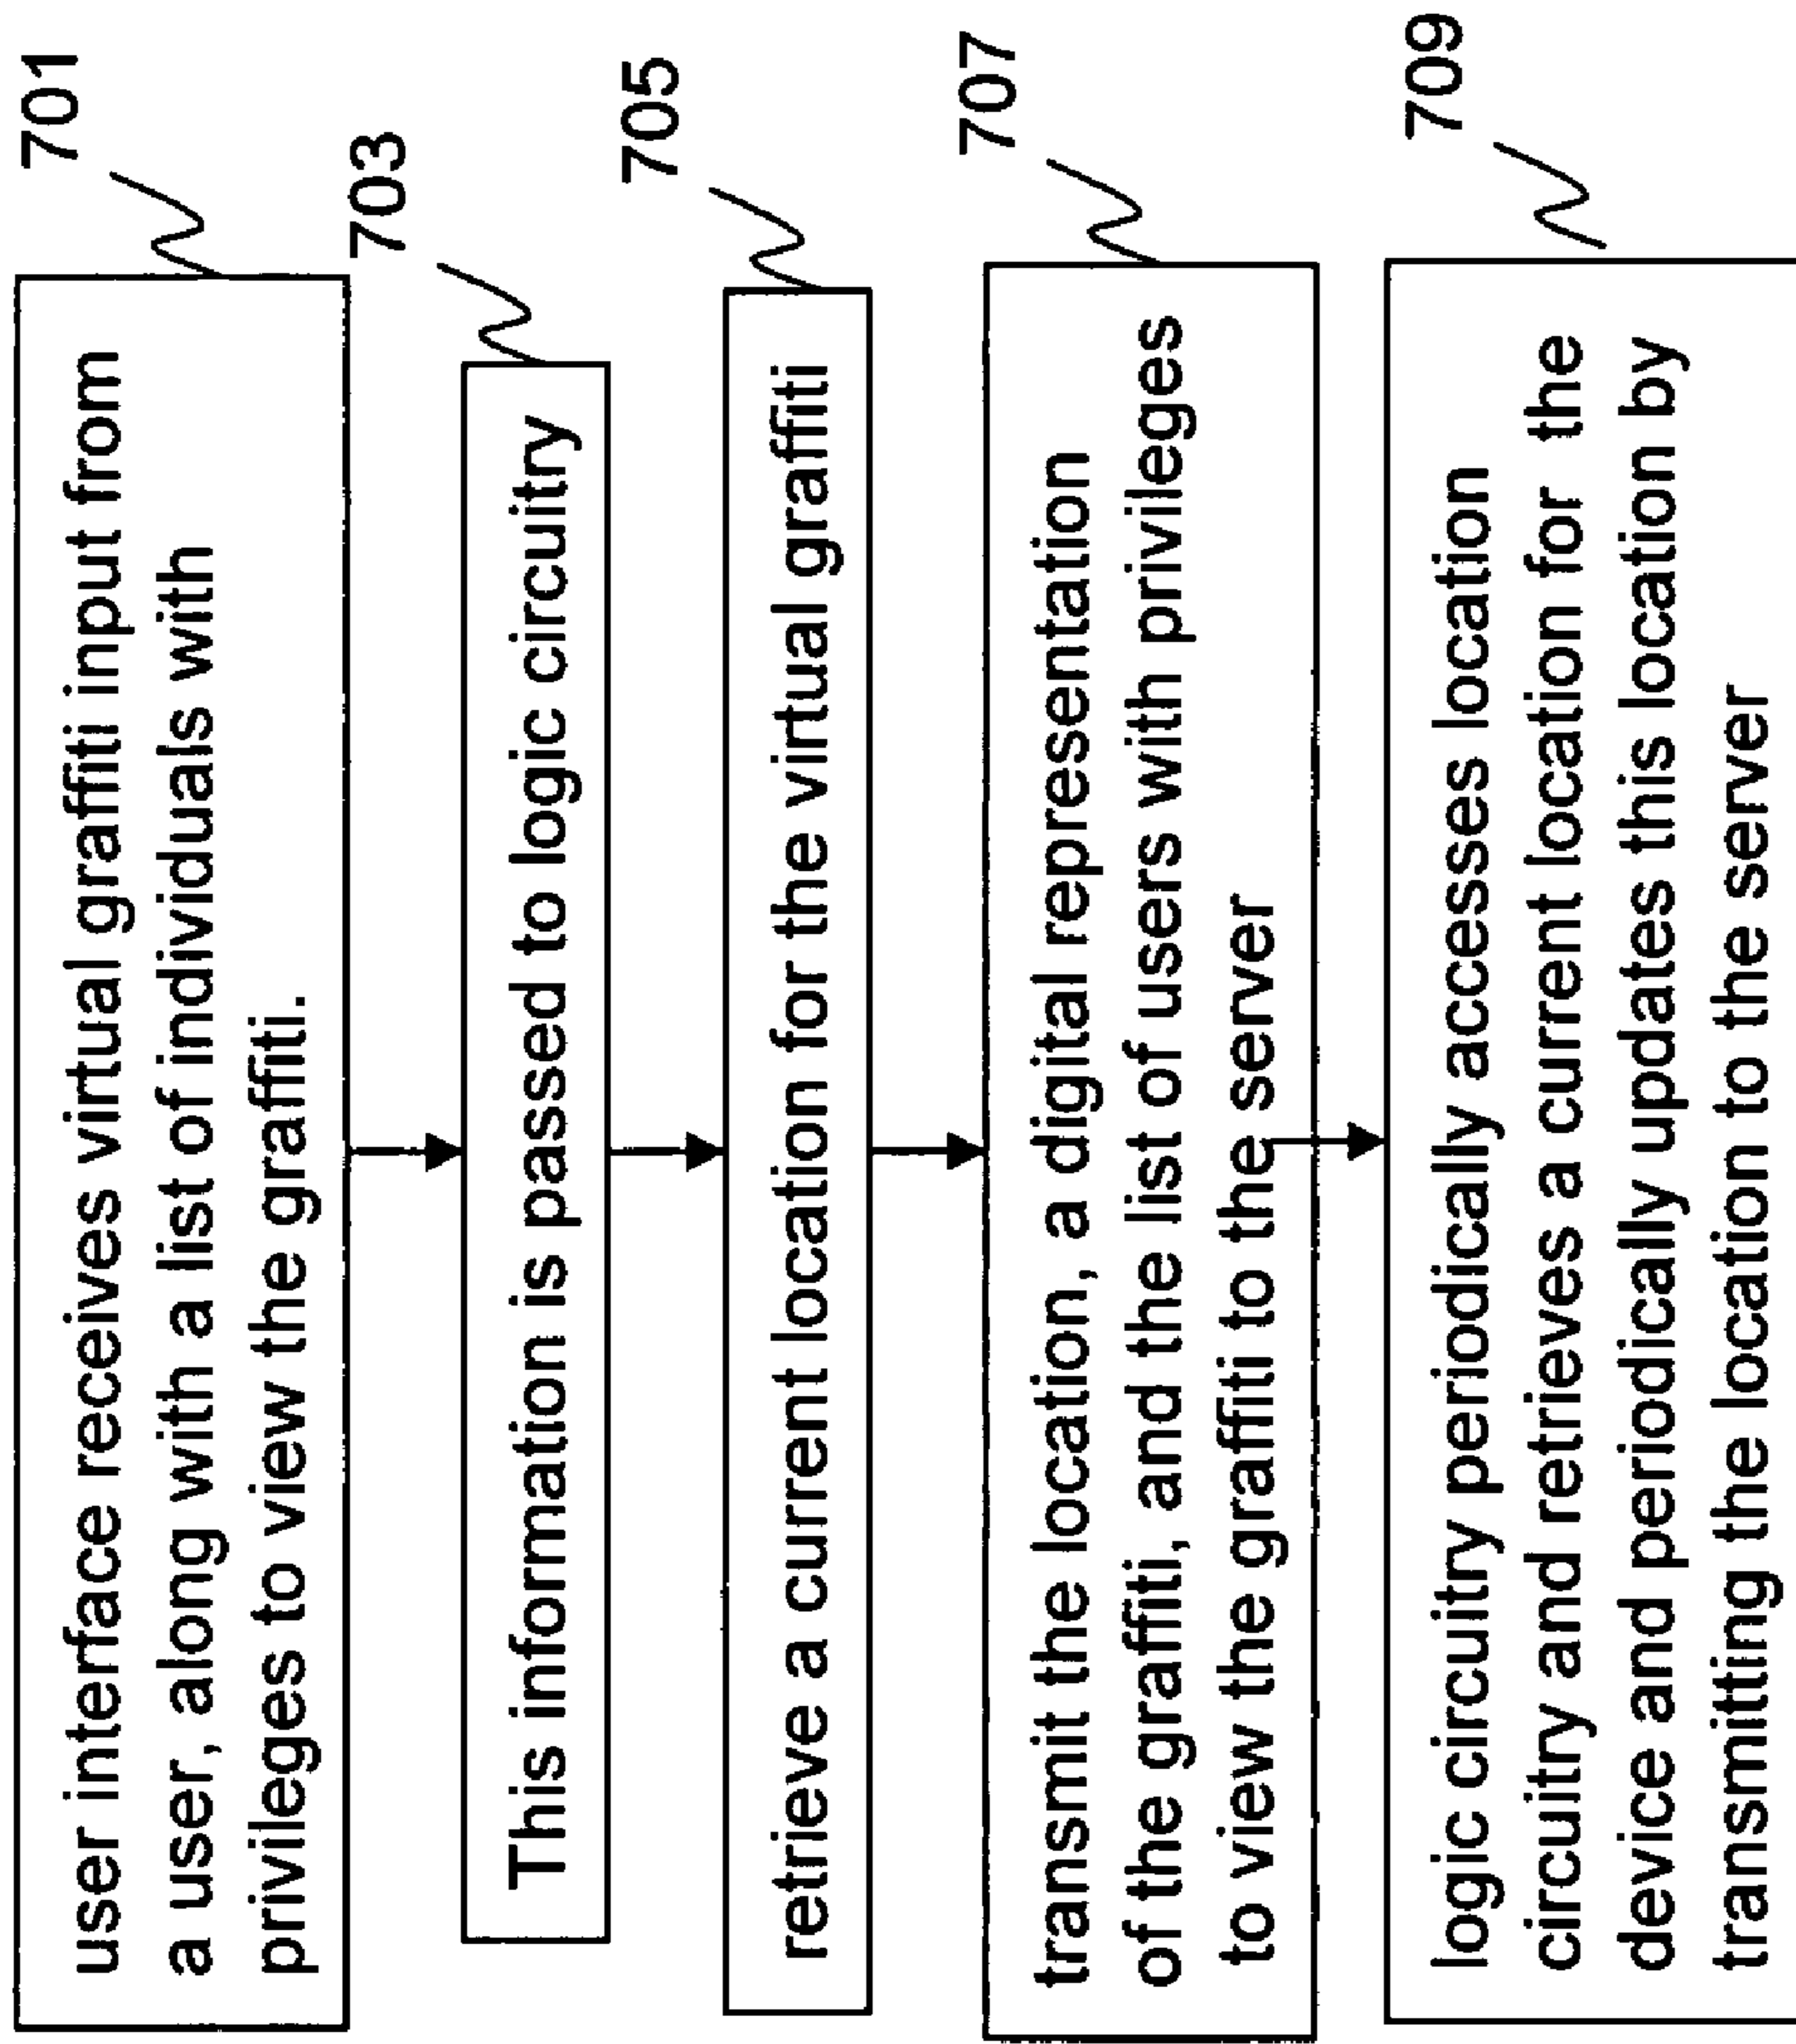 701
user interface receives virtual graffiti input from
a user, along with a list of individuals with
privileges to view the graffiti.
703
This information is passed to logic circuitry
705
retrieve a current location for the virtual graffiti
707
transmit the location, a digital representation
of the graffiti, and the list of users with privileges
to view the graffiti to the server
709
logic circuitry periodically accesses location
circuitry and retrieves a current location for the
device and periodically updates this location by
transmitting the location to the server